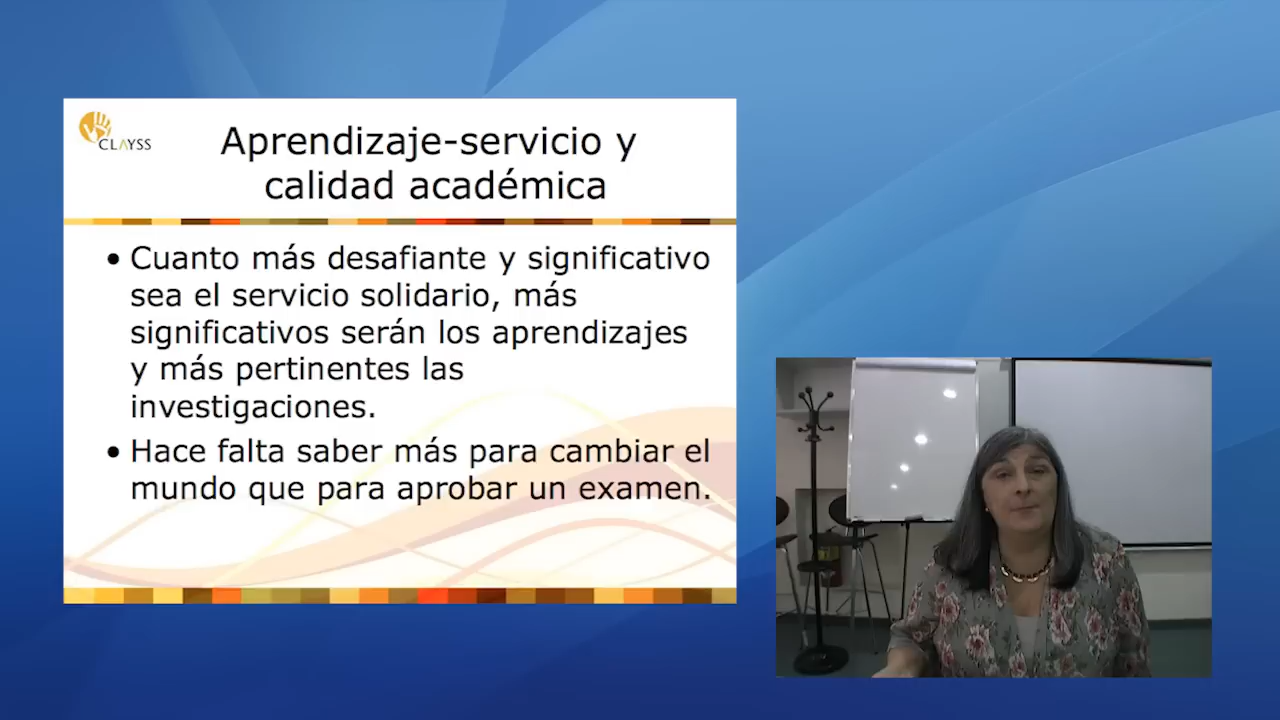 CLAYSS
Aprendizaje-servicio y
calidad académica
• Cuanto más desafiante y significativo
sea el servicio solidario, más
significativos serán los aprendizajes
y más pertinentes las
investigaciones.
• Hace falta saber más para cambiar el
mundo que para aprobar un examen.